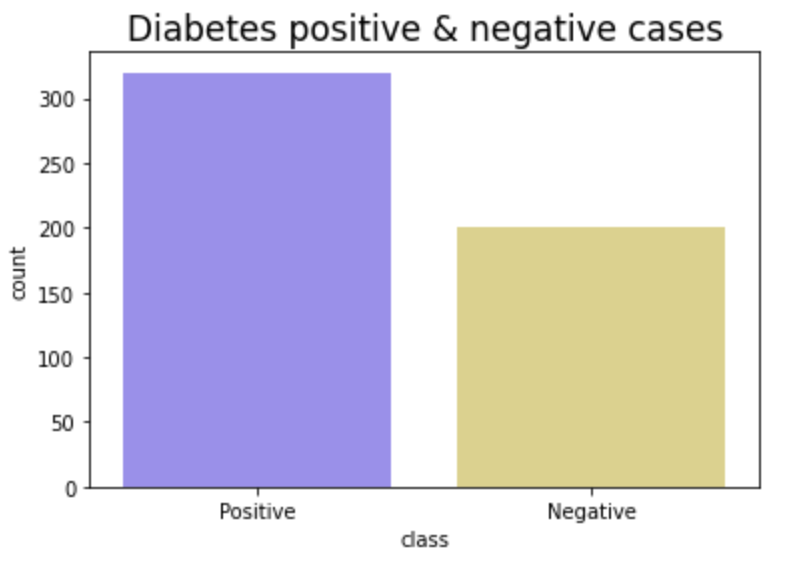 Diabetes positive & negative cases
300
250
200
150
100
50
0
count
Positive Negative
class